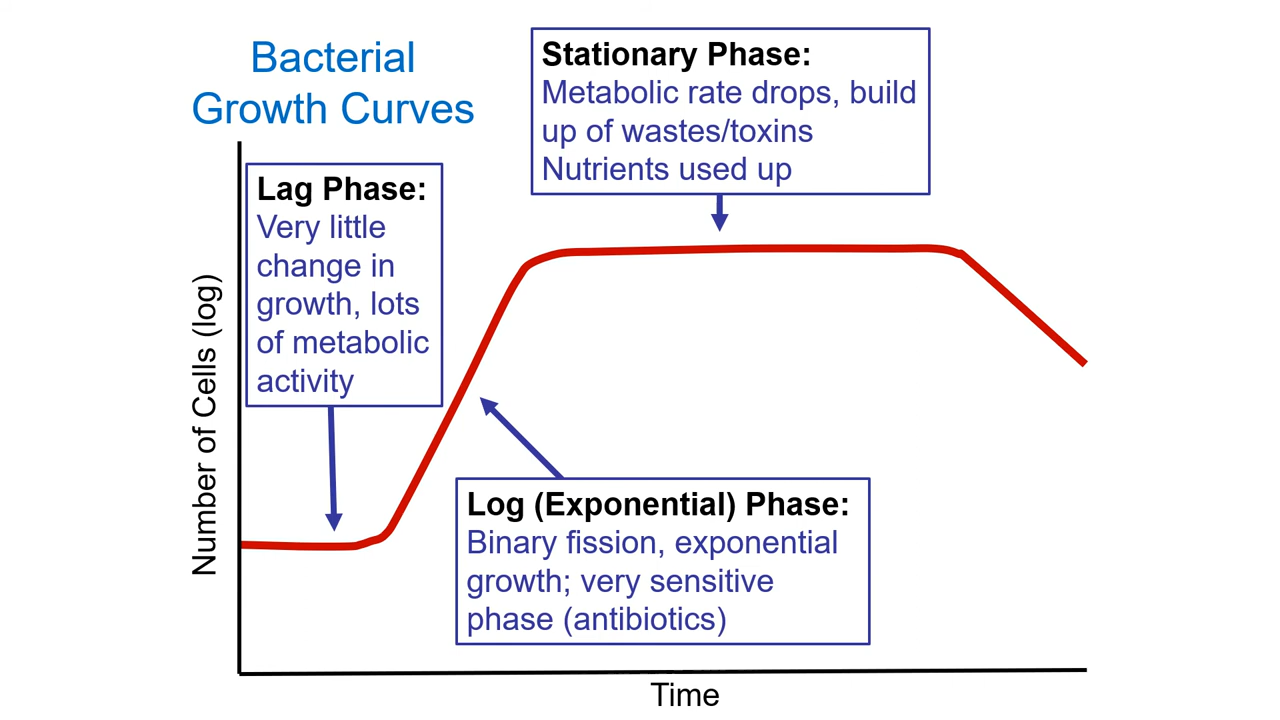 Bacterial
Growth Curves
Stationary Phase:
Metabolic rate drops, build
up of wastes/toxins
Nutrients used up
Lag Phase:
Very little
change in
growth, lots
of metabolic
activity
Number of Cells (log)
Log (Exponential) Phase:
Binary fission, exponential
growth; very sensitive
phase (antibiotics)
Time